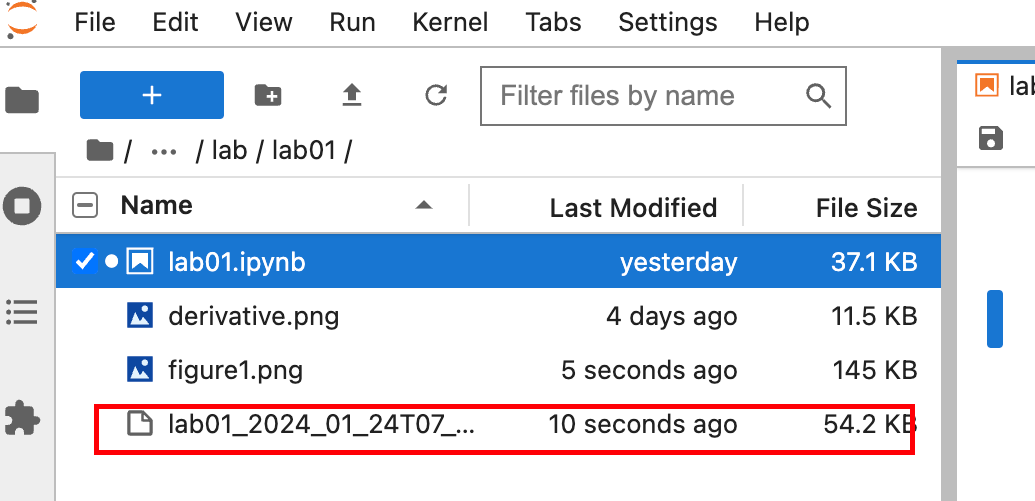 File Edit View Run Kernel Tabs Settings Help
+
Filter files by name
/ ... / lab / lab01 /
Name Last Modified File Size
lab01.ipynb yesterday 37.1 KB
derivative.png 4 days ago 11.5 KB
figure1.png 5 seconds ago 145 KB
lab01_2024_01_24T07_... 10 seconds ago 54.2 KB
lab